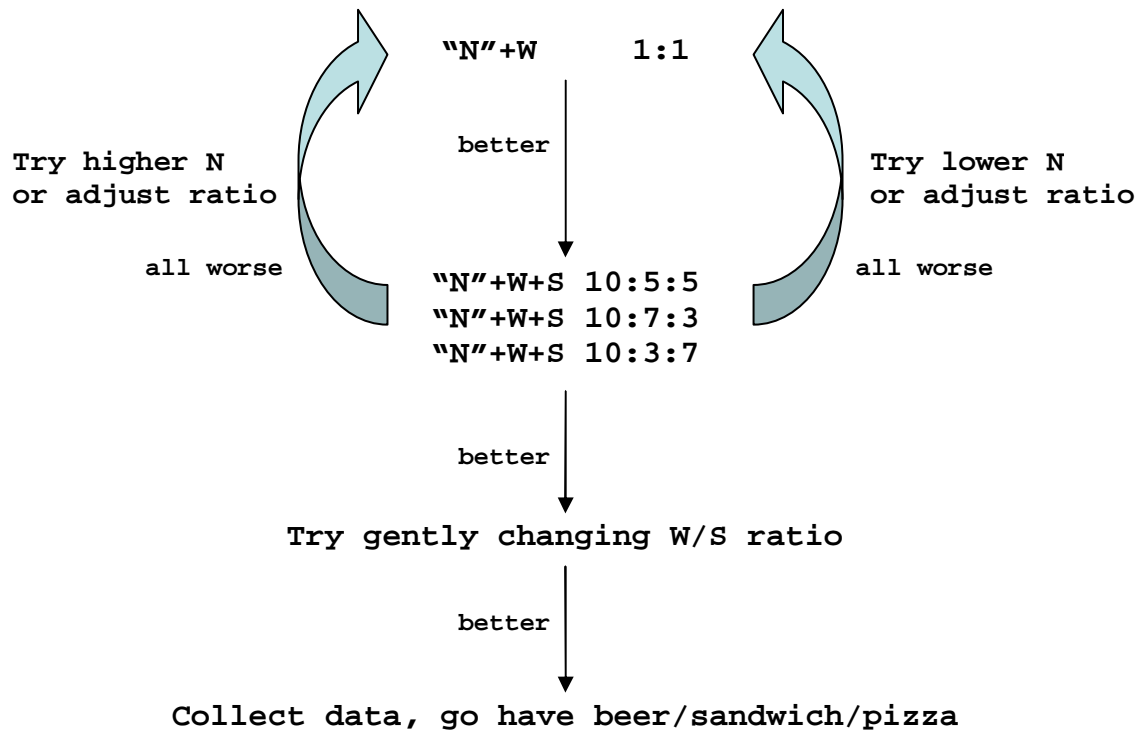 “N”+W 1:1
better
Try higher N
or adjust ratio
Try lower N
or adjust ratio
all worse
all worse
“N”+W+S 10:5:5
“N”+W+S 10:7:3
“N”+W+S 10:3:7
better
Try gently changing W/S ratio
better
Collect data, go have beer/sandwich/pizza